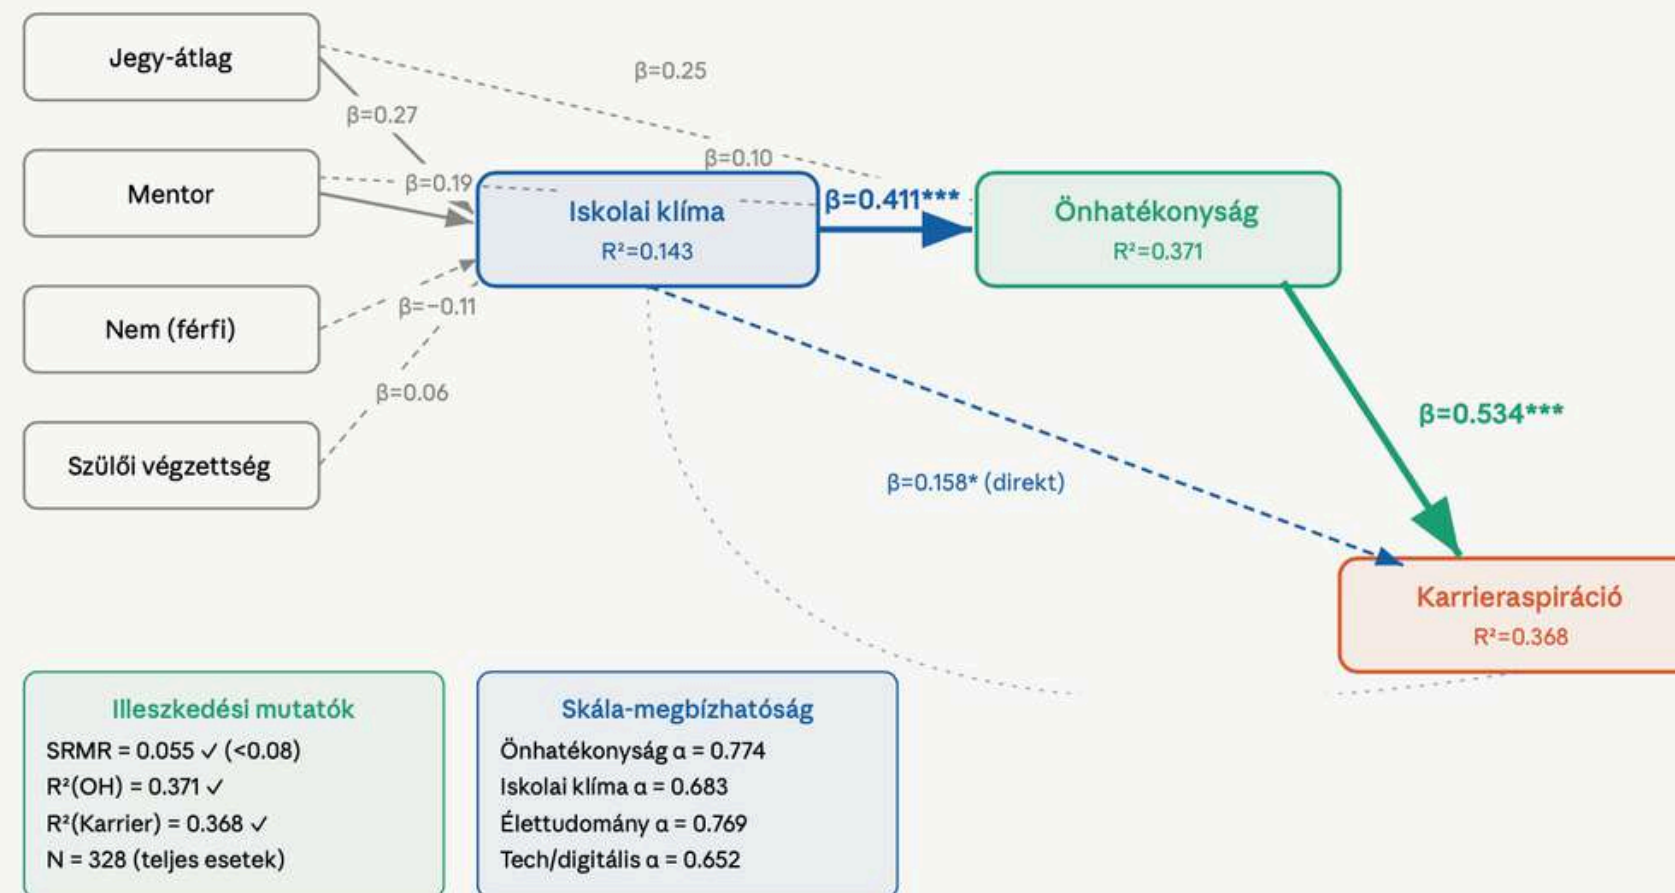 Jegy-átlag
β=0.25
β=0.27
β=0.10
Mentor
β=0.19
Iskolai klíma
R²=0.143
β=0.411***
Önhatékonyság
R²=0.371
Nem (férfi)
β=−0.11
β=0.06
Szülői végzettség
β=0.534***
β=0.158* (direkt)
Karrieraspiráció
R²=0.368
Illeszkedési mutatók
SRMR = 0.055 ✓ (<0.08)
R²(OH) = 0.371 ✓
R²(Karrier) = 0.368 ✓
N = 328 (teljes esetek)
Skála-megbízhatóság
Önhatékonyság α = 0.774
Iskolai klíma α = 0.683
Élettudomány α = 0.769
Tech/digitális α = 0.652